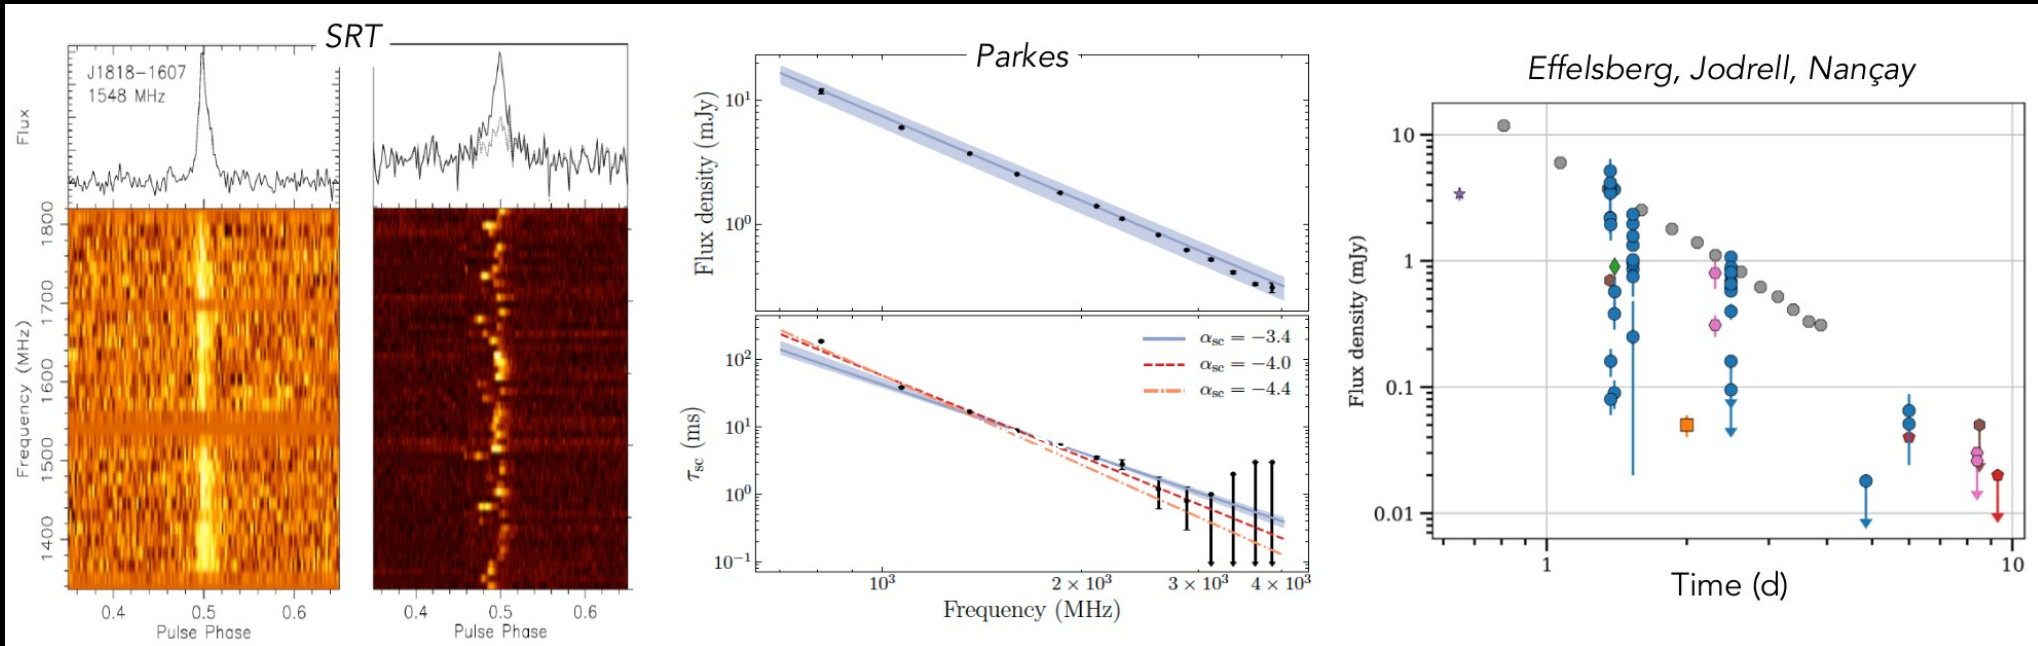 SRT
J1818−1607
1548 MHz
Flux
Frequency (MHz)
1800
1700
1600
1500
1400
0.4
0.5
0.6
Pulse Phase
0.4
0.5
0.6
Pulse Phase
Parkes
Flux density (mJy)
10¹
10⁰
τsc (ms)
10²
10¹
10⁰
10⁻¹
αsc = −3.4
αsc = −4.0
αsc = −4.4
10³
2 × 10³
3 × 10³
4 × 10³
Frequency (MHz)
Effelsberg, Jodrell, Nançay
Flux density (mJy)
10
1
0.1
0.01
1
10
Time (d)